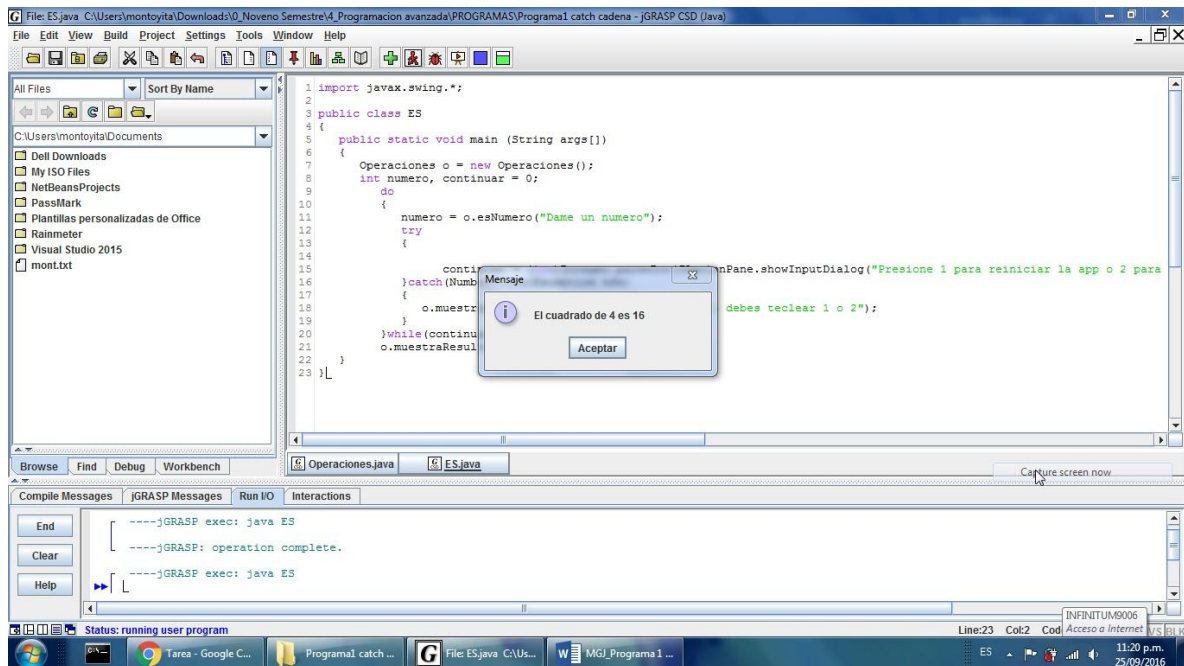 File: ES.java C:\Users\montoyita\Downloads\0_Noveno Semestre\4_Programacion avanzada\PROGRAMAS\Programa1 catch cadena - jGRASP CSD (Java)
File Edit View Build Project Settings Tools Window Help
All Files Sort By Name
C:\Users\montoyita\Documents
Dell Downloads
My ISO Files
NetBeansProjects
PassMark
Plantillas personalizadas de Office
Rainmeter
Visual Studio 2015
mont.txt
Browse Find Debug Workbench
1 import javax.swing.*;
2
3 public class ES
4 {
5 public static void main (String args[])
6 {
7 Operaciones o = new Operaciones();
8 int numero, continuar = 0;
9 do
10 {
11 numero = o.esNumero("Dame un numero");
12 try
13 {
14
15 conti nPane.showInputDialog("Presione 1 para reiniciar la app o 2 para
16 }catch(Numb
17 {
18 o.muestr debes teclear 1 o 2");
19 }
20 }while(continu
21 o.muestraResul
22 }
23 }
Mensaje
El cuadrado de 4 es 16
Aceptar
Operaciones.java ES.java
Capture screen now
Compile Messages jGRASP Messages Run I/O Interactions
End
Clear
Help
----jGRASP exec: java ES
----jGRASP: operation complete.
----jGRASP exec: java ES
INFINITUM9006
Acceso a Internet
Status: running user program Line:23 Col:2 Cod VS BLK
Tarea - Google C... Programa1 catch ... File: ES.java C:\Us... MGJ_Programa 1 ... ES 11:20 p.m.
25/09/2016